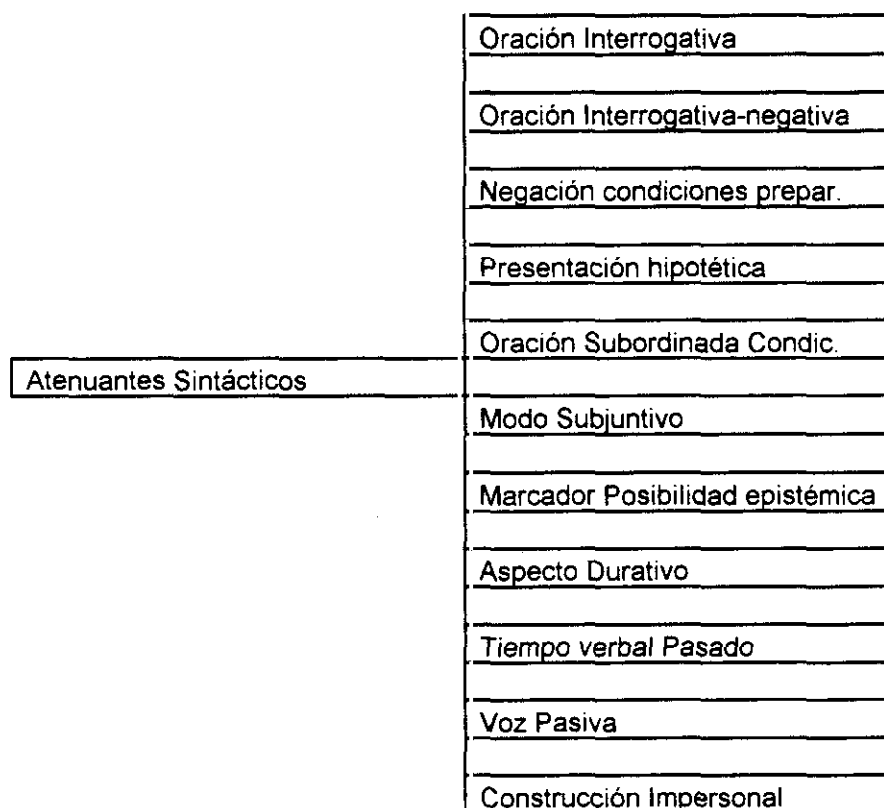 Oración Interrogativa
Oración Interrogativa-negativa
Negación condiciones prepar.
Presentación hipotética
Oración Subordinada Condic.
Atenuantes Sintácticos
Modo Subjuntivo
Marcador Posibilidad epistémica
Aspecto Durativo
Tiempo verbal Pasado
Voz Pasiva
Construcción Impersonal